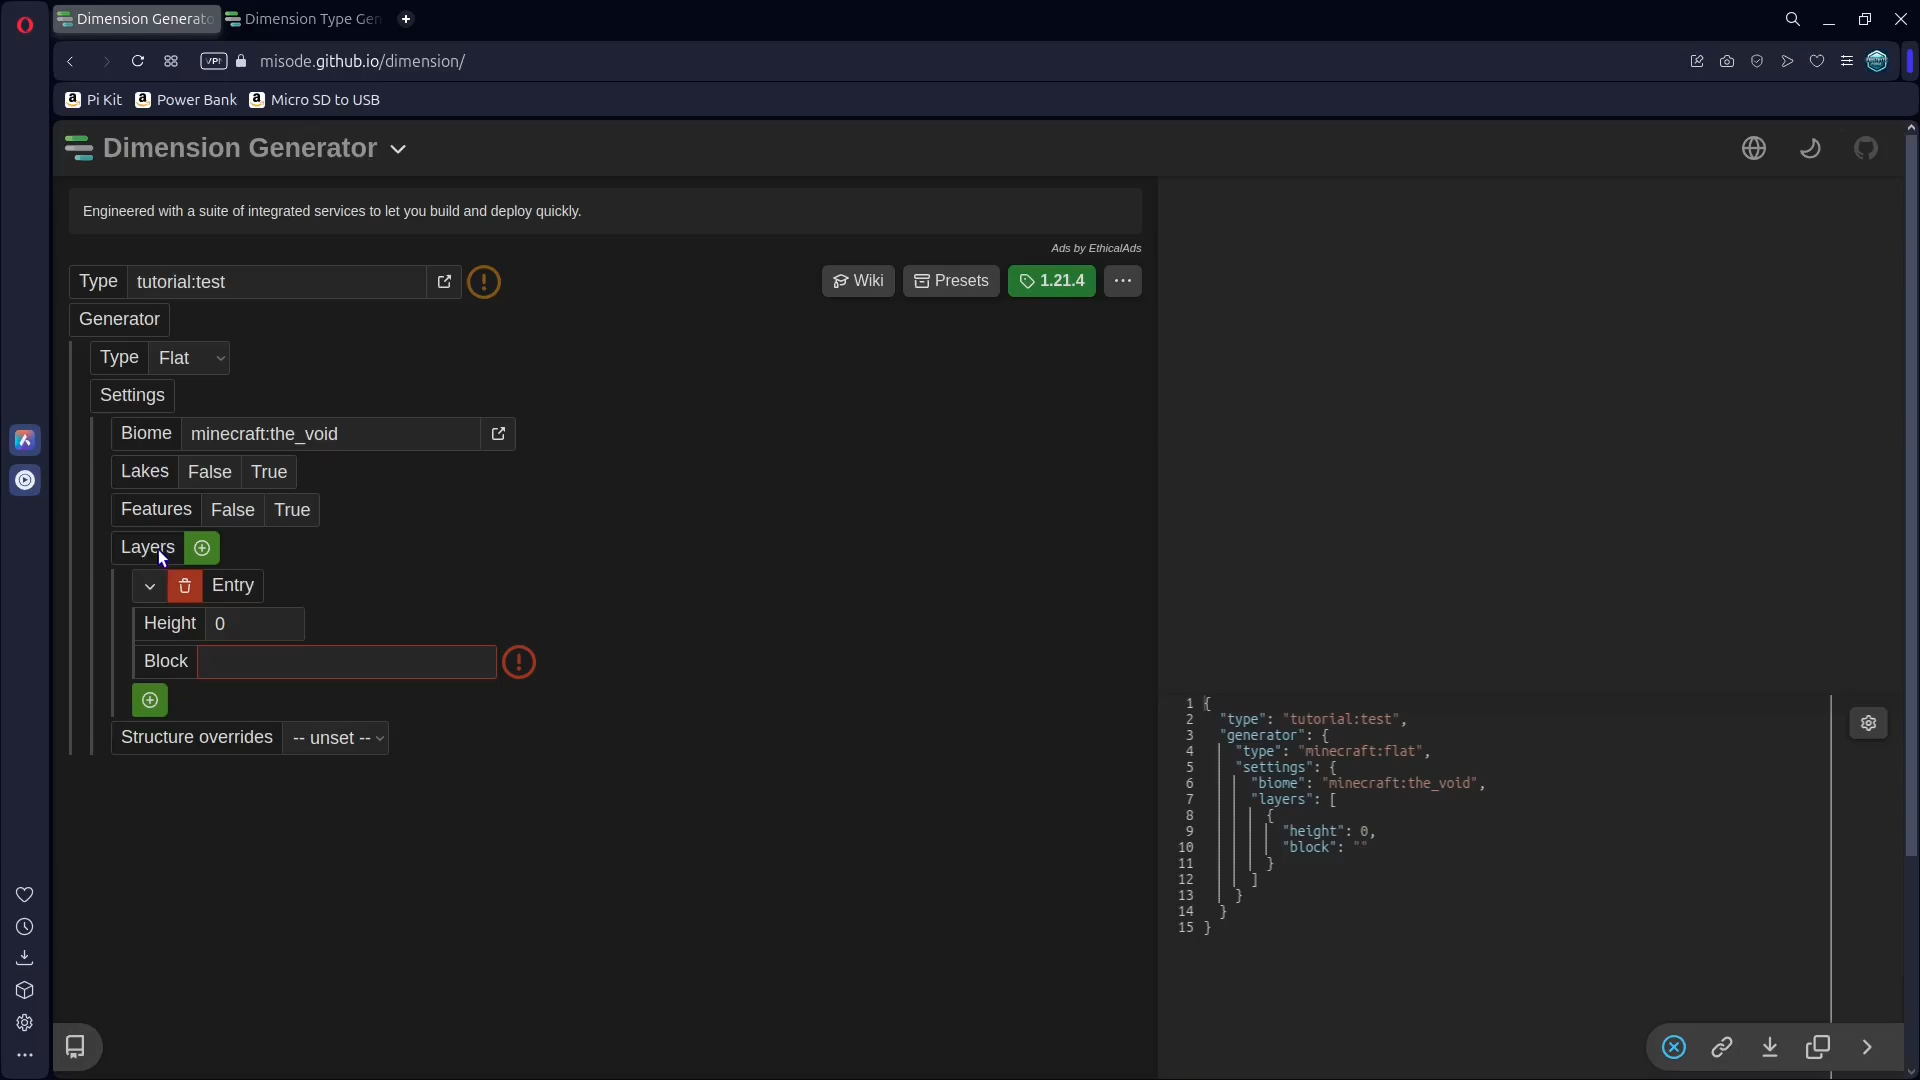 Dimension Generato
Dimension Type Gen
VPN
misode.github.io/dimension/
Pi Kit
Power Bank
Micro SD to USB
Dimension Generator
Engineered with a suite of integrated services to let you build and deploy quickly.
Ads by EthicalAds
Type tutorial:test
Wiki
Presets
1.21.4
Generator
Type Flat
Settings
Biome minecraft:the_void
Lakes False True
Features False True
Layers
Entry
Height 0
Block
Structure overrides -- unset --
1 {
2 "type": "tutorial:test",
3 "generator": {
4 "type": "minecraft:flat",
5 "settings": {
6 "biome": "minecraft:the_void",
7 "layers": [
8 {
9 "height": 0,
10 "block": ""
11 }
12 ]
13 }
14 }
15 }